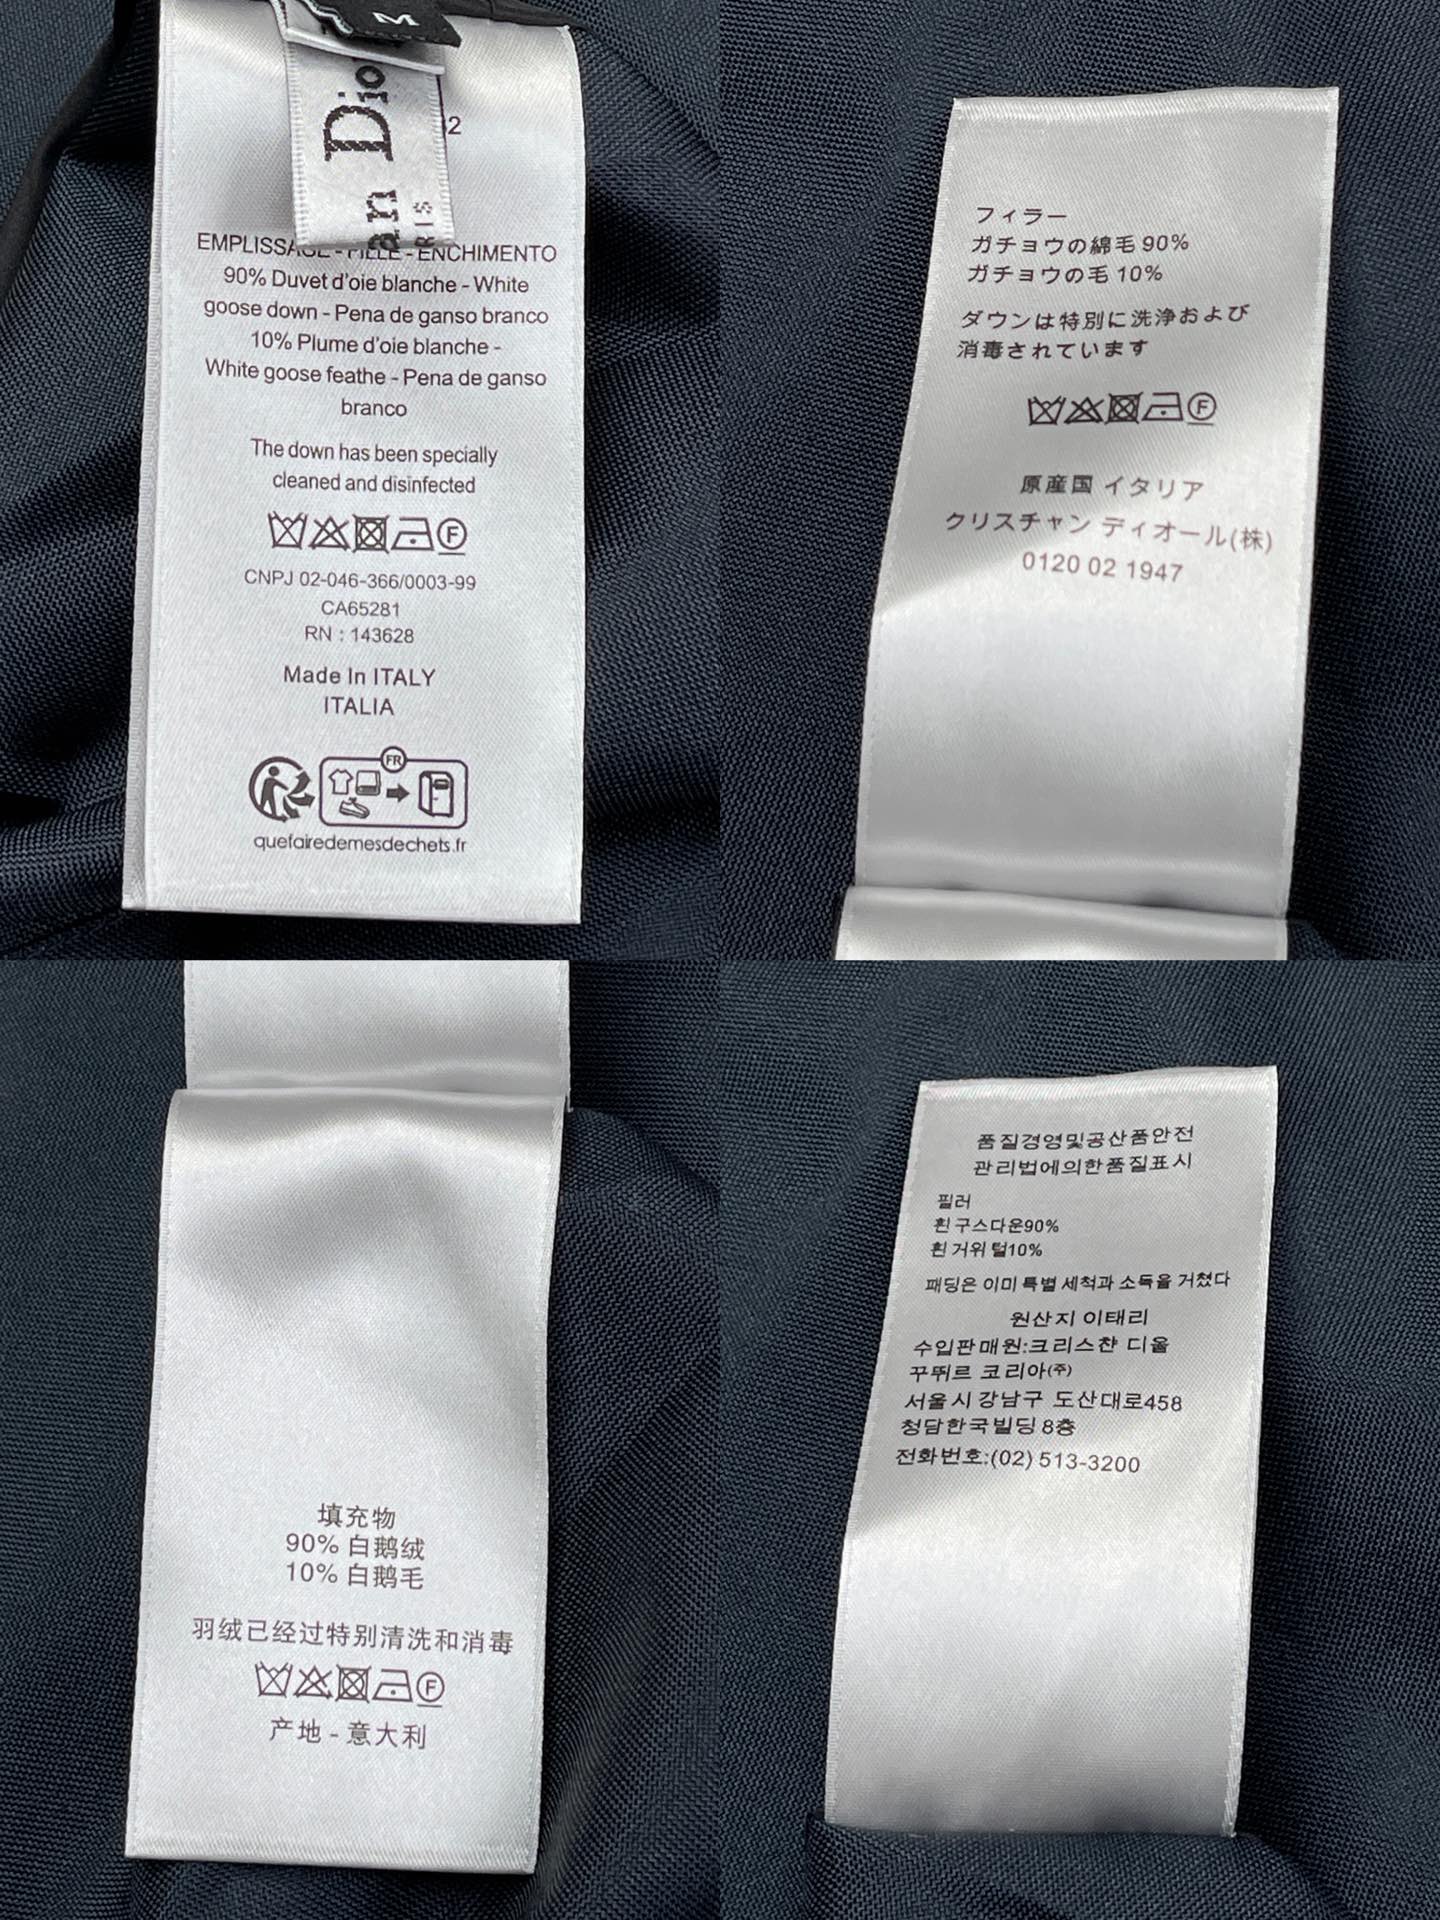 M
Dio
an
RIS
32
EMPLISSAGE - FILLE - ENCHIMENTO
90% Duvet d'oie blanche - White
goose down - Pena de ganso branco
10% Plume d'oie blanche -
White goose feathe - Pena de ganso
branco
The down has been specially
cleaned and disinfected
F
CNPJ 02-046-366/0003-99
CA65281
RN : 143628
Made In ITALY
ITALIA
FR
quefairedemesdechets.fr
フィラー
ガチョウの綿毛 90%
ガチョウの毛 10%
ダウンは特別に洗浄および
消毒されています
F
原産国 イタリア
クリスチャン ディオール(株)
0120 02 1947
填充物
90% 白鹅绒
10% 白鹅毛
羽绒已经过特别清洗和消毒
F
产地 - 意大利
품질경영및공산품안전
관리법에의한품질표시
필러
흰 구스다운90%
흰 거위 털10%
패딩은 이미 특별 세척과 소독을 거쳤다
원산지 이태리
수입판매원:크리스챤 디올
꾸뛰르 코리아(주)
서울시강남구 도산대로458
청담한국빌딩 8층
전화번호:(02) 513-3200